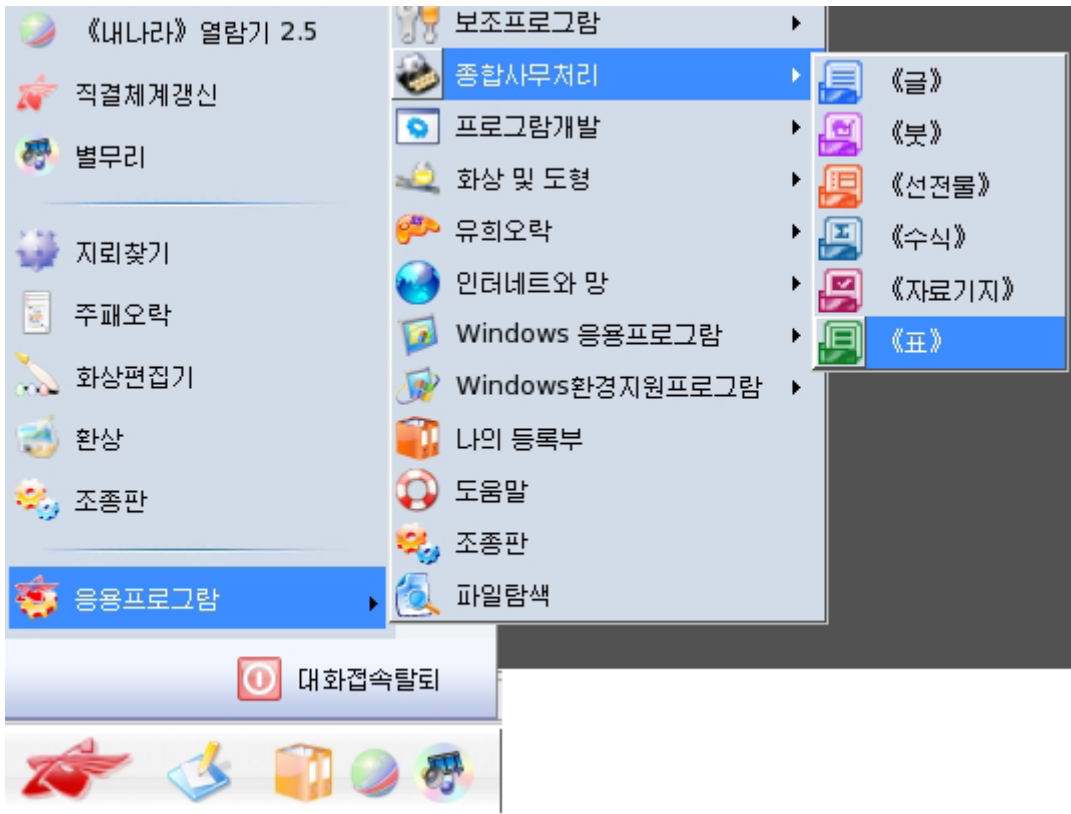 《내나라》 열람기 2.5
직결체계갱신
별무리
지뢰찾기
주패오락
화상편집기
환상
조종판
응용프로그람
대화접속탈퇴
보조프로그람
종합사무처리
프로그람개발
화상 및 도형
유희오락
인터네트와 망
Windows 응용프로그람
Windows환경지원프로그람
나의 등록부
도움말
조종판
파일탐색
《글》
《붓》
《선전물》
《수식》
《자료기지》
《표》